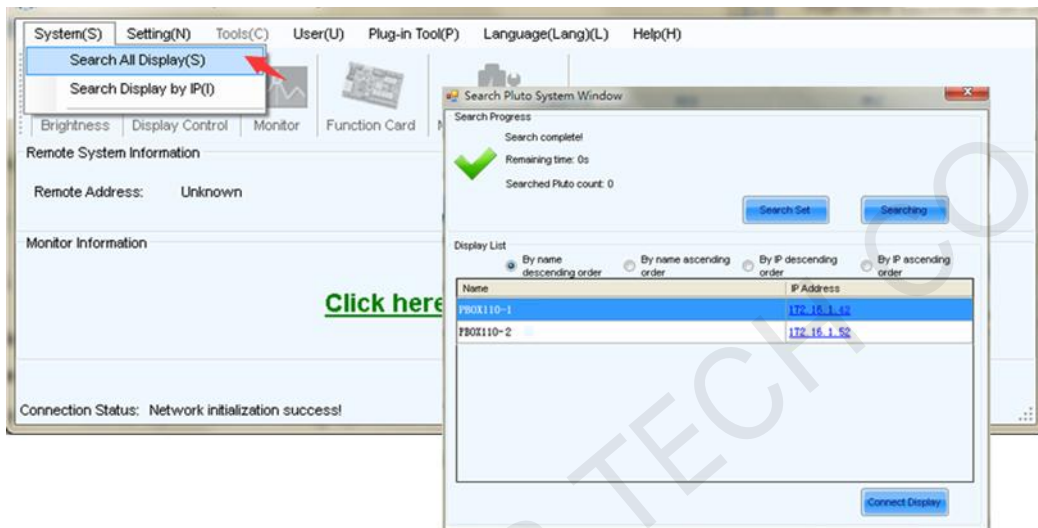 System(S) Setting(N) Tools(C) User(U) Plug-in Tool(P) Language(Lang)(L) Help(H)
Search All Display(S)
Search Display by IP(I)
Brightness Display Control Monitor Function Card
Remote System Information
Remote Address: Unknown
Monitor Information
Click here
Connection Status: Network initialization success!
Search Pluto System Window
Search Progress
Search complete!
Remaining time: 0s
Searched Pluto count: 0
Search Set Searching
Display List
By name descending order By name ascending order By IP descending order By IP ascending order
Name IP Address
PBOX110-1 172.16.1.42
PBOX110-2 172.16.1.52
Connect Display
TECH CO